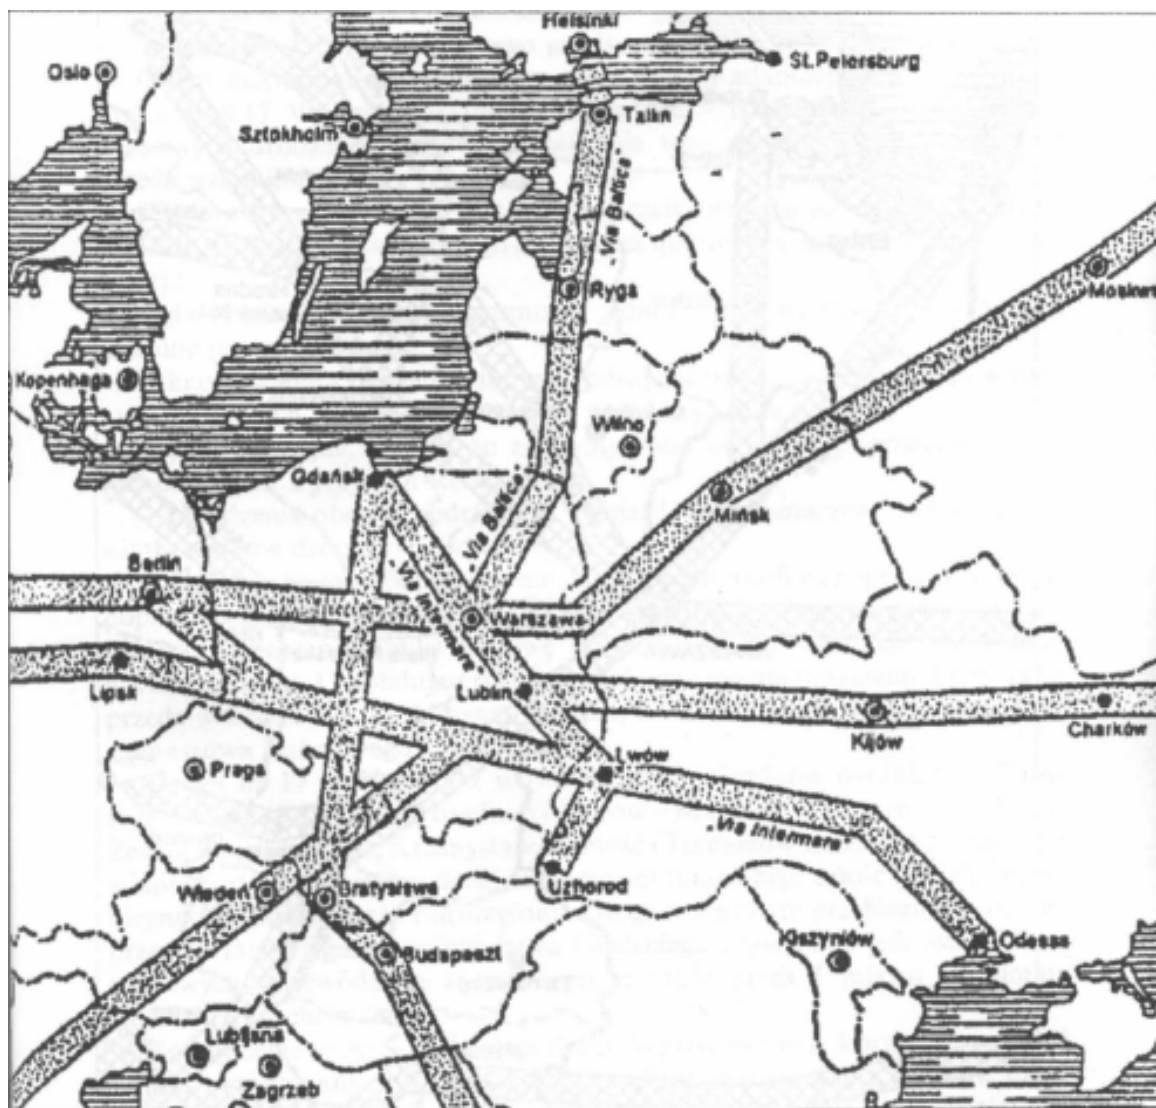 Helsinki
Oslo
St.Petersburg
Sztokholm
Talin
Via Baltica
Moskwa
Ryga
Kopenhaga
Wilno
Gdańsk
Via Baltica
Mińsk
Berlin
Via Intermare
Warszawa
Lipsk
Lublin
Kijów
Charków
Praga
Lwów
Via Intermare
Wiedeń
Bratysława
Użhorod
Budapeszt
Kiszyniów
Odessa
Lubljana
Zagrzeb